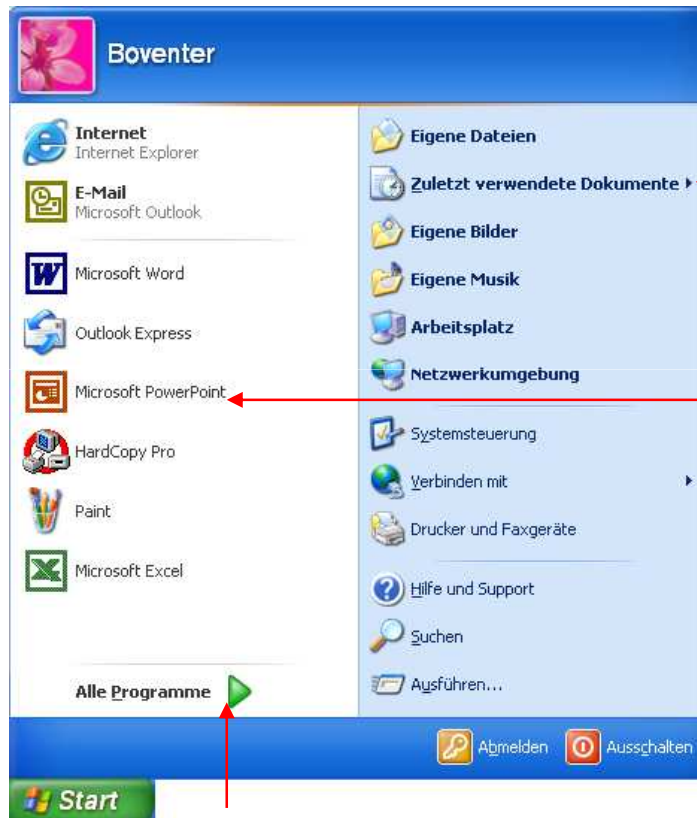 Boventer
Internet
Internet Explorer
E-Mail
Microsoft Outlook
Microsoft Word
Outlook Express
Microsoft PowerPoint
HardCopy Pro
Paint
Microsoft Excel
Alle Programme
Eigene Dateien
Zuletzt verwendete Dokumente
Eigene Bilder
Eigene Musik
Arbeitsplatz
Netzwerkumgebung
Systemsteuerung
Verbinden mit
Drucker und Faxgeräte
Hilfe und Support
Suchen
Ausführen...
Abmelden
Ausschalten
Start